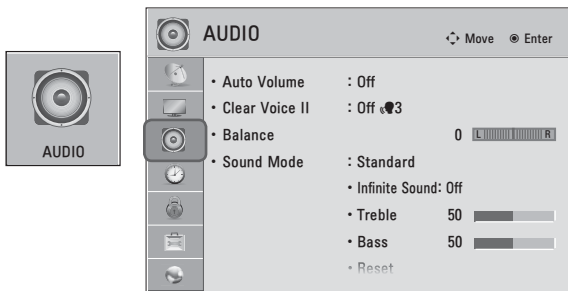 AUDIO
AUDIO
Move Enter
• Auto Volume : Off
• Clear Voice II : Off 3
• Balance 0 L R
• Sound Mode : Standard
• Infinite Sound: Off
• Treble 50
• Bass 50
• Reset